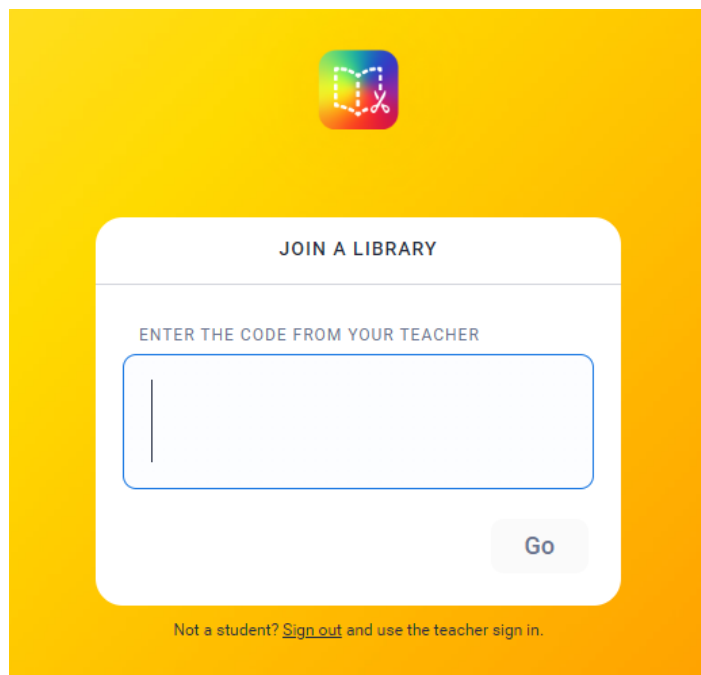 JOIN A LIBRARY
ENTER THE CODE FROM YOUR TEACHER
Go
Not a student? Sign out and use the teacher sign in.